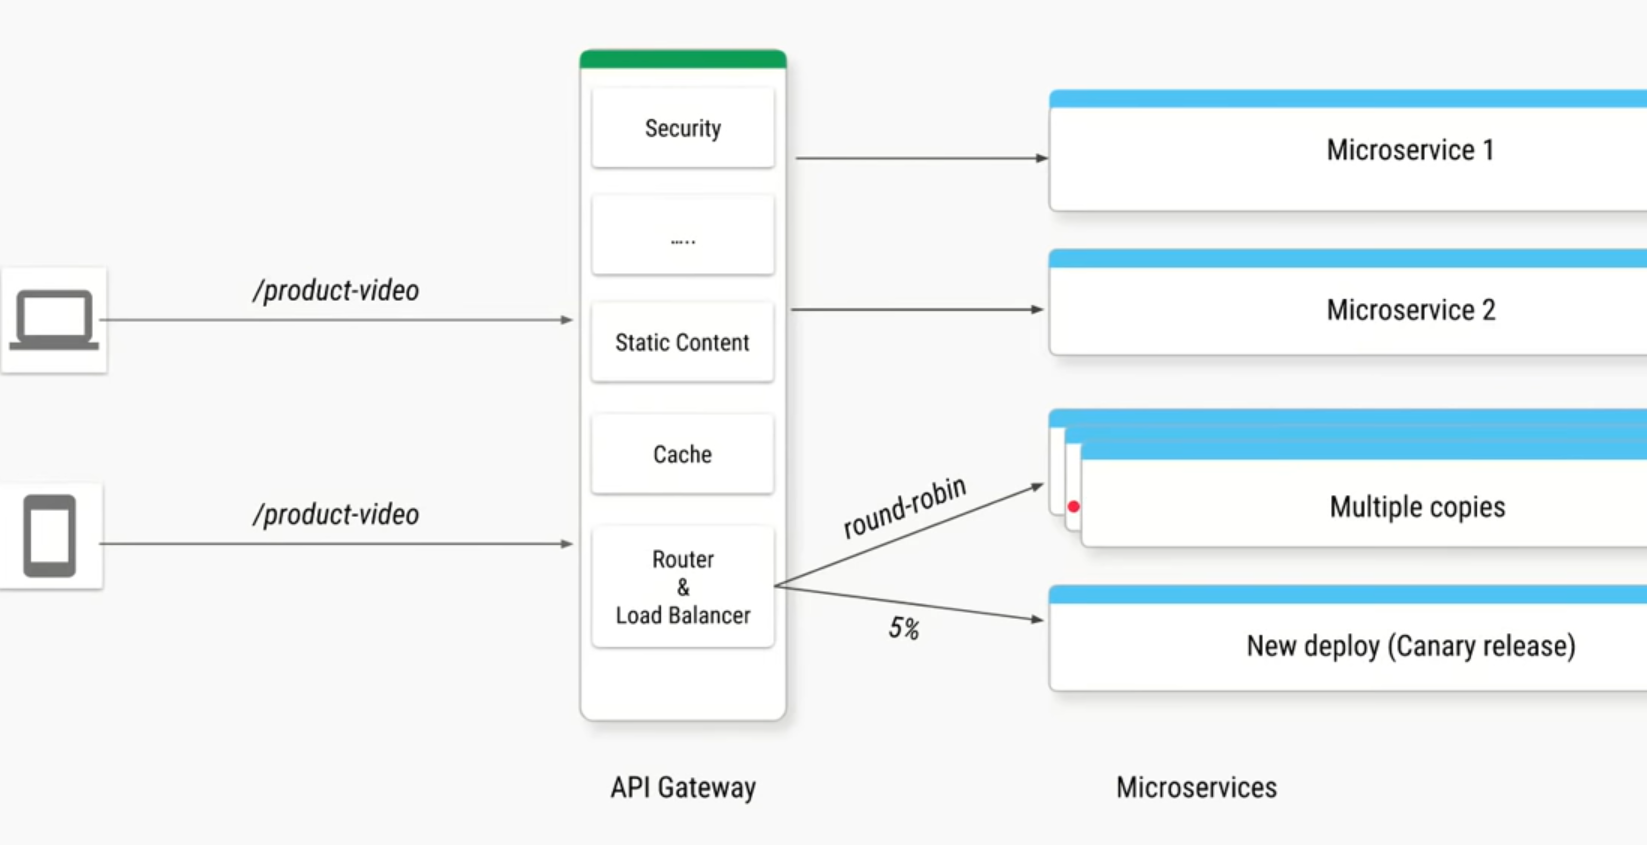 Security
Microservice 1
…..
/product-video
Microservice 2
Static Content
Cache
round-robin
Multiple copies
/product-video
Router
&
Load Balancer
5%
New deploy (Canary release)
API Gateway
Microservices